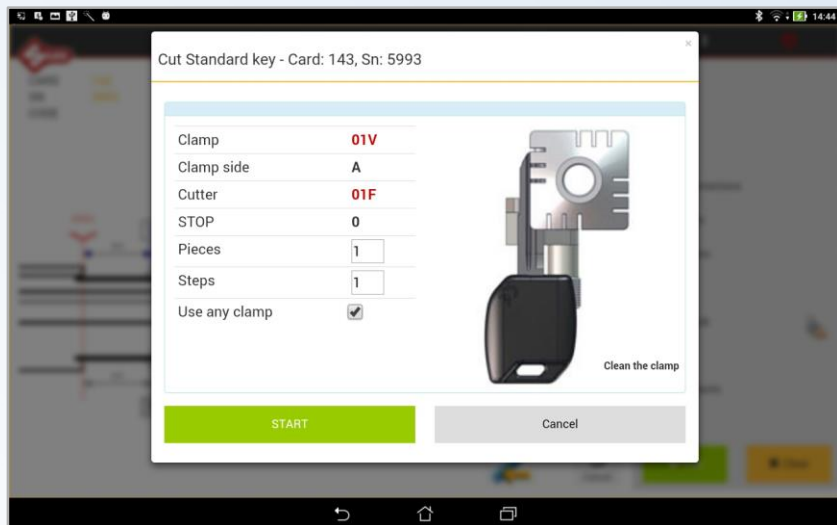 14:44
Cut Standard key - Card: 143, Sn: 5993
×
Clamp 01V
Clamp side A
Cutter 01F
STOP 0
Pieces 1
Steps 1
Use any clamp
Clean the clamp
START Cancel